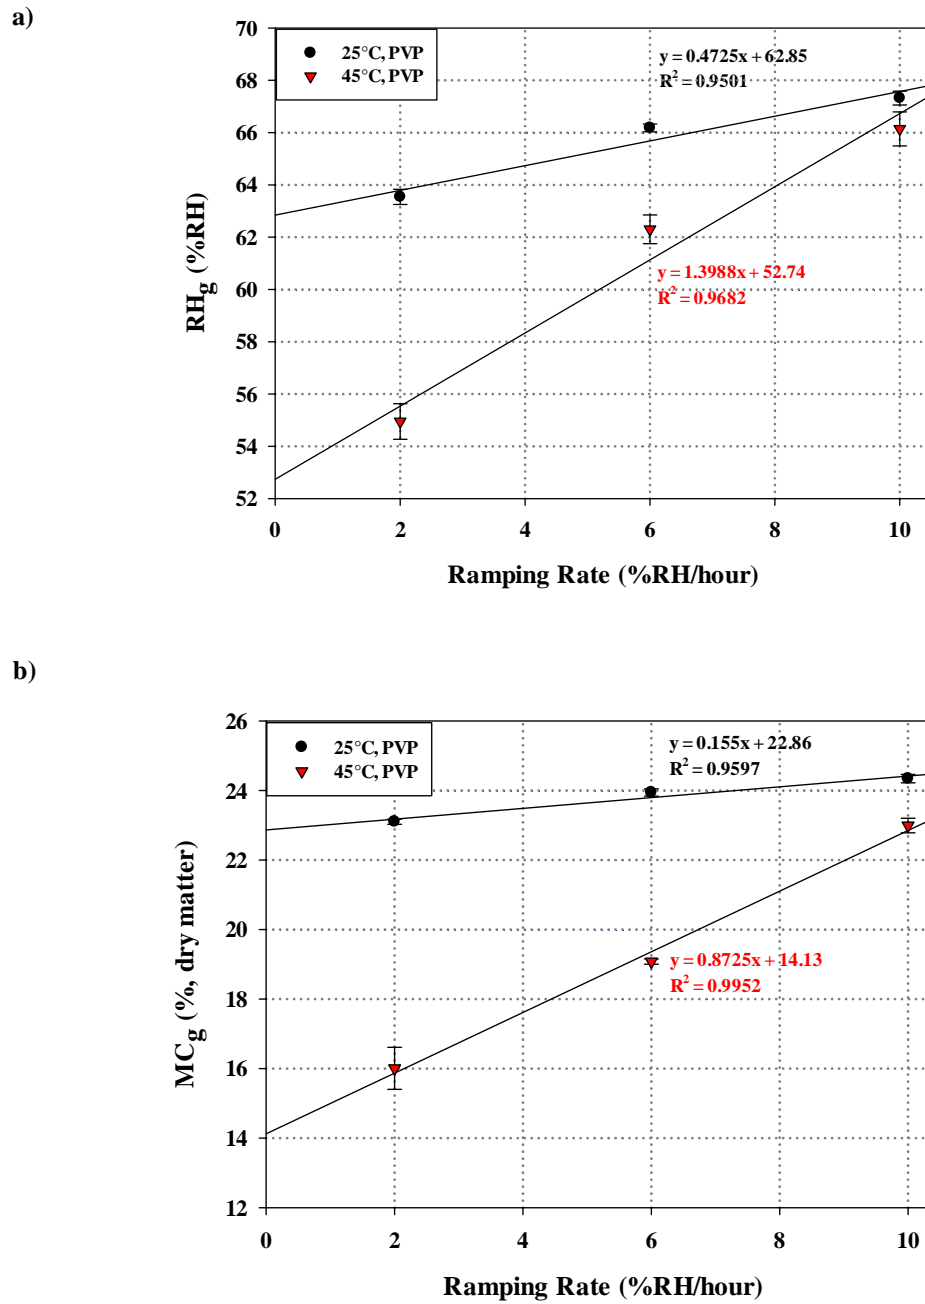 a)
70
68
66
64
62
60
58
56
54
52
RHg (%RH)
25°C, PVP
45°C, PVP
y = 0.4725x + 62.85
R² = 0.9501
y = 1.3988x + 52.74
R² = 0.9682
0 2 4 6 8 10
Ramping Rate (%RH/hour)
b)
26
24
22
20
18
16
14
12
MCg (%, dry matter)
25°C, PVP
45°C, PVP
y = 0.155x + 22.86
R² = 0.9597
y = 0.8725x + 14.13
R² = 0.9952
0 2 4 6 8 10
Ramping Rate (%RH/hour)